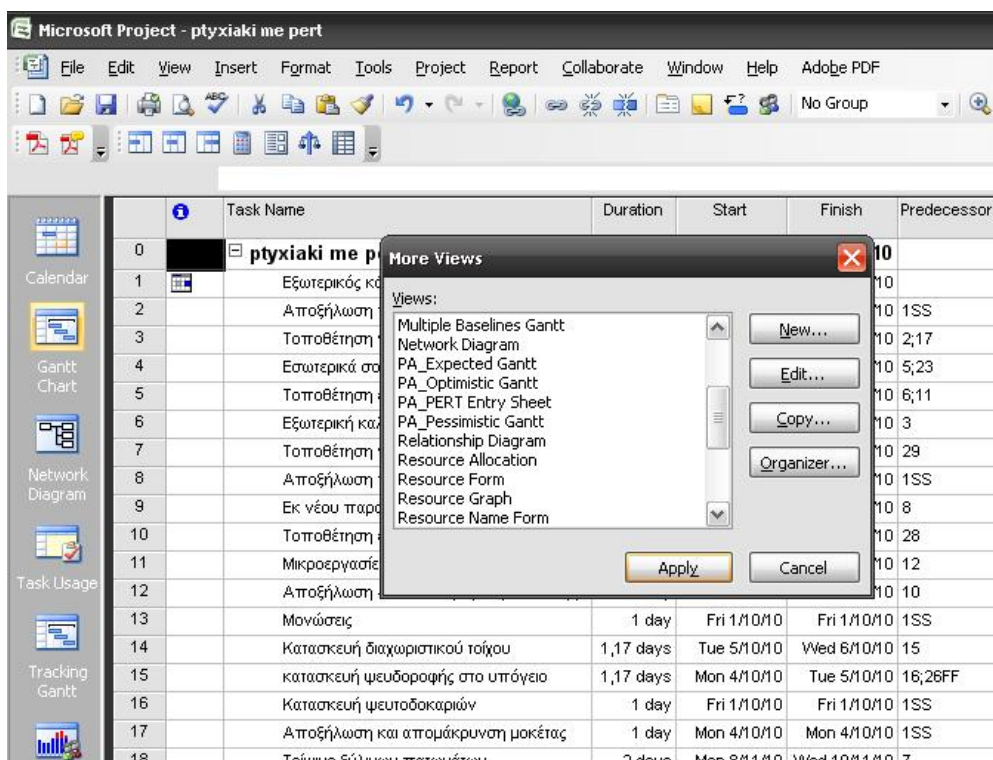 Microsoft Project - ptyxiaki me pert
File Edit View Insert Format Tools Project Report Collaborate Window Help Adobe PDF
No Group
Task Name Duration Start Finish Predecessor
0 ptyxiaki me 10
1 Εξωτερικός 10
2 Αποξήλωση 10 1SS
3 Τοποθέτηση 10 2;17
4 Εσωτερικά 10 5;23
5 Τοποθέτηση 10 6;11
6 Εξωτερική 10 3
7 Τοποθέτηση 10 29
8 Αποξήλωση 10 1SS
9 Εκ νέου 10 8
10 Τοποθέτηση 10 28
11 10 12
12 Αποξήλωση 10 10
13 Μονώσεις 1 day Fri 1/10/10 Fri 1/10/10 1SS
14 Κατασκευή διαχωριστικού τοίχου 1,17 days Tue 5/10/10 Wed 6/10/10 15
15 κατασκευή ψευδοροφής στο υπόγειο 1,17 days Mon 4/10/10 Tue 5/10/10 16;26FF
16 Κατασκευή ψευτοδοκαριών 1 day Fri 1/10/10 Fri 1/10/10 1SS
17 Αποξήλωση και απομάκρυνση μοκέτας 1 day Mon 4/10/10 Mon 4/10/10 1SS
18
Calendar
Gantt
Chart
Network
Diagram
Task Usage
Tracking
Gantt
More Views
Views:
Multiple Baselines Gantt
Network Diagram
PA_Expected Gantt
PA_Optimistic Gantt
PA_PERT Entry Sheet
PA_Pessimistic Gantt
Relationship Diagram
Resource Allocation
Resource Form
Resource Graph
Resource Name Form
New...
Edit...
Copy...
Organizer...
Apply
Cancel